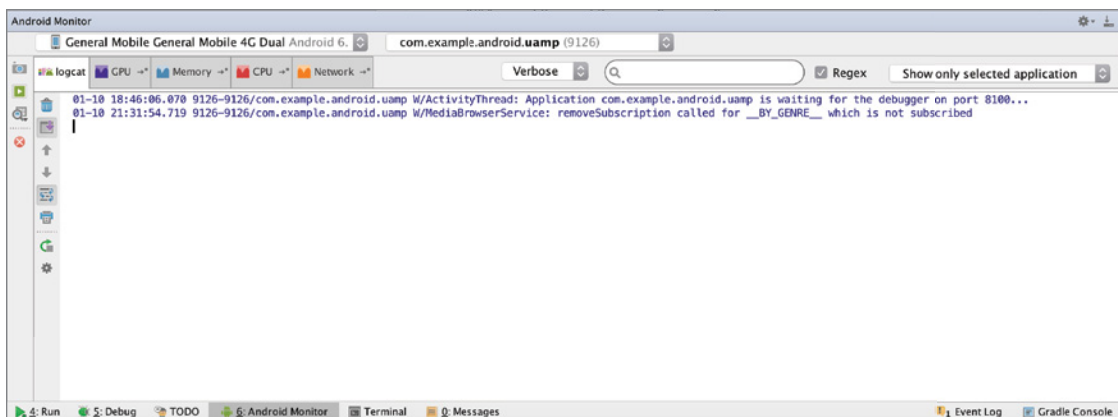 Android Monitor
General Mobile General Mobile 4G Dual Android 6. com.example.android.uamp (9126)
logcat GPU Memory CPU Network Verbose Regex Show only selected application
01-10 18:46:06.070 9126-9126/com.example.android.uamp W/ActivityThread: Application com.example.android.uamp is waiting for the debugger on port 8100...
01-10 21:31:54.719 9126-9126/com.example.android.uamp W/MediaBrowserService: removeSubscription called for __BY_GENRE__ which is not subscribed
4: Run 5: Debug TODO 6: Android Monitor Terminal 0: Messages 1 Event Log Gradle Console